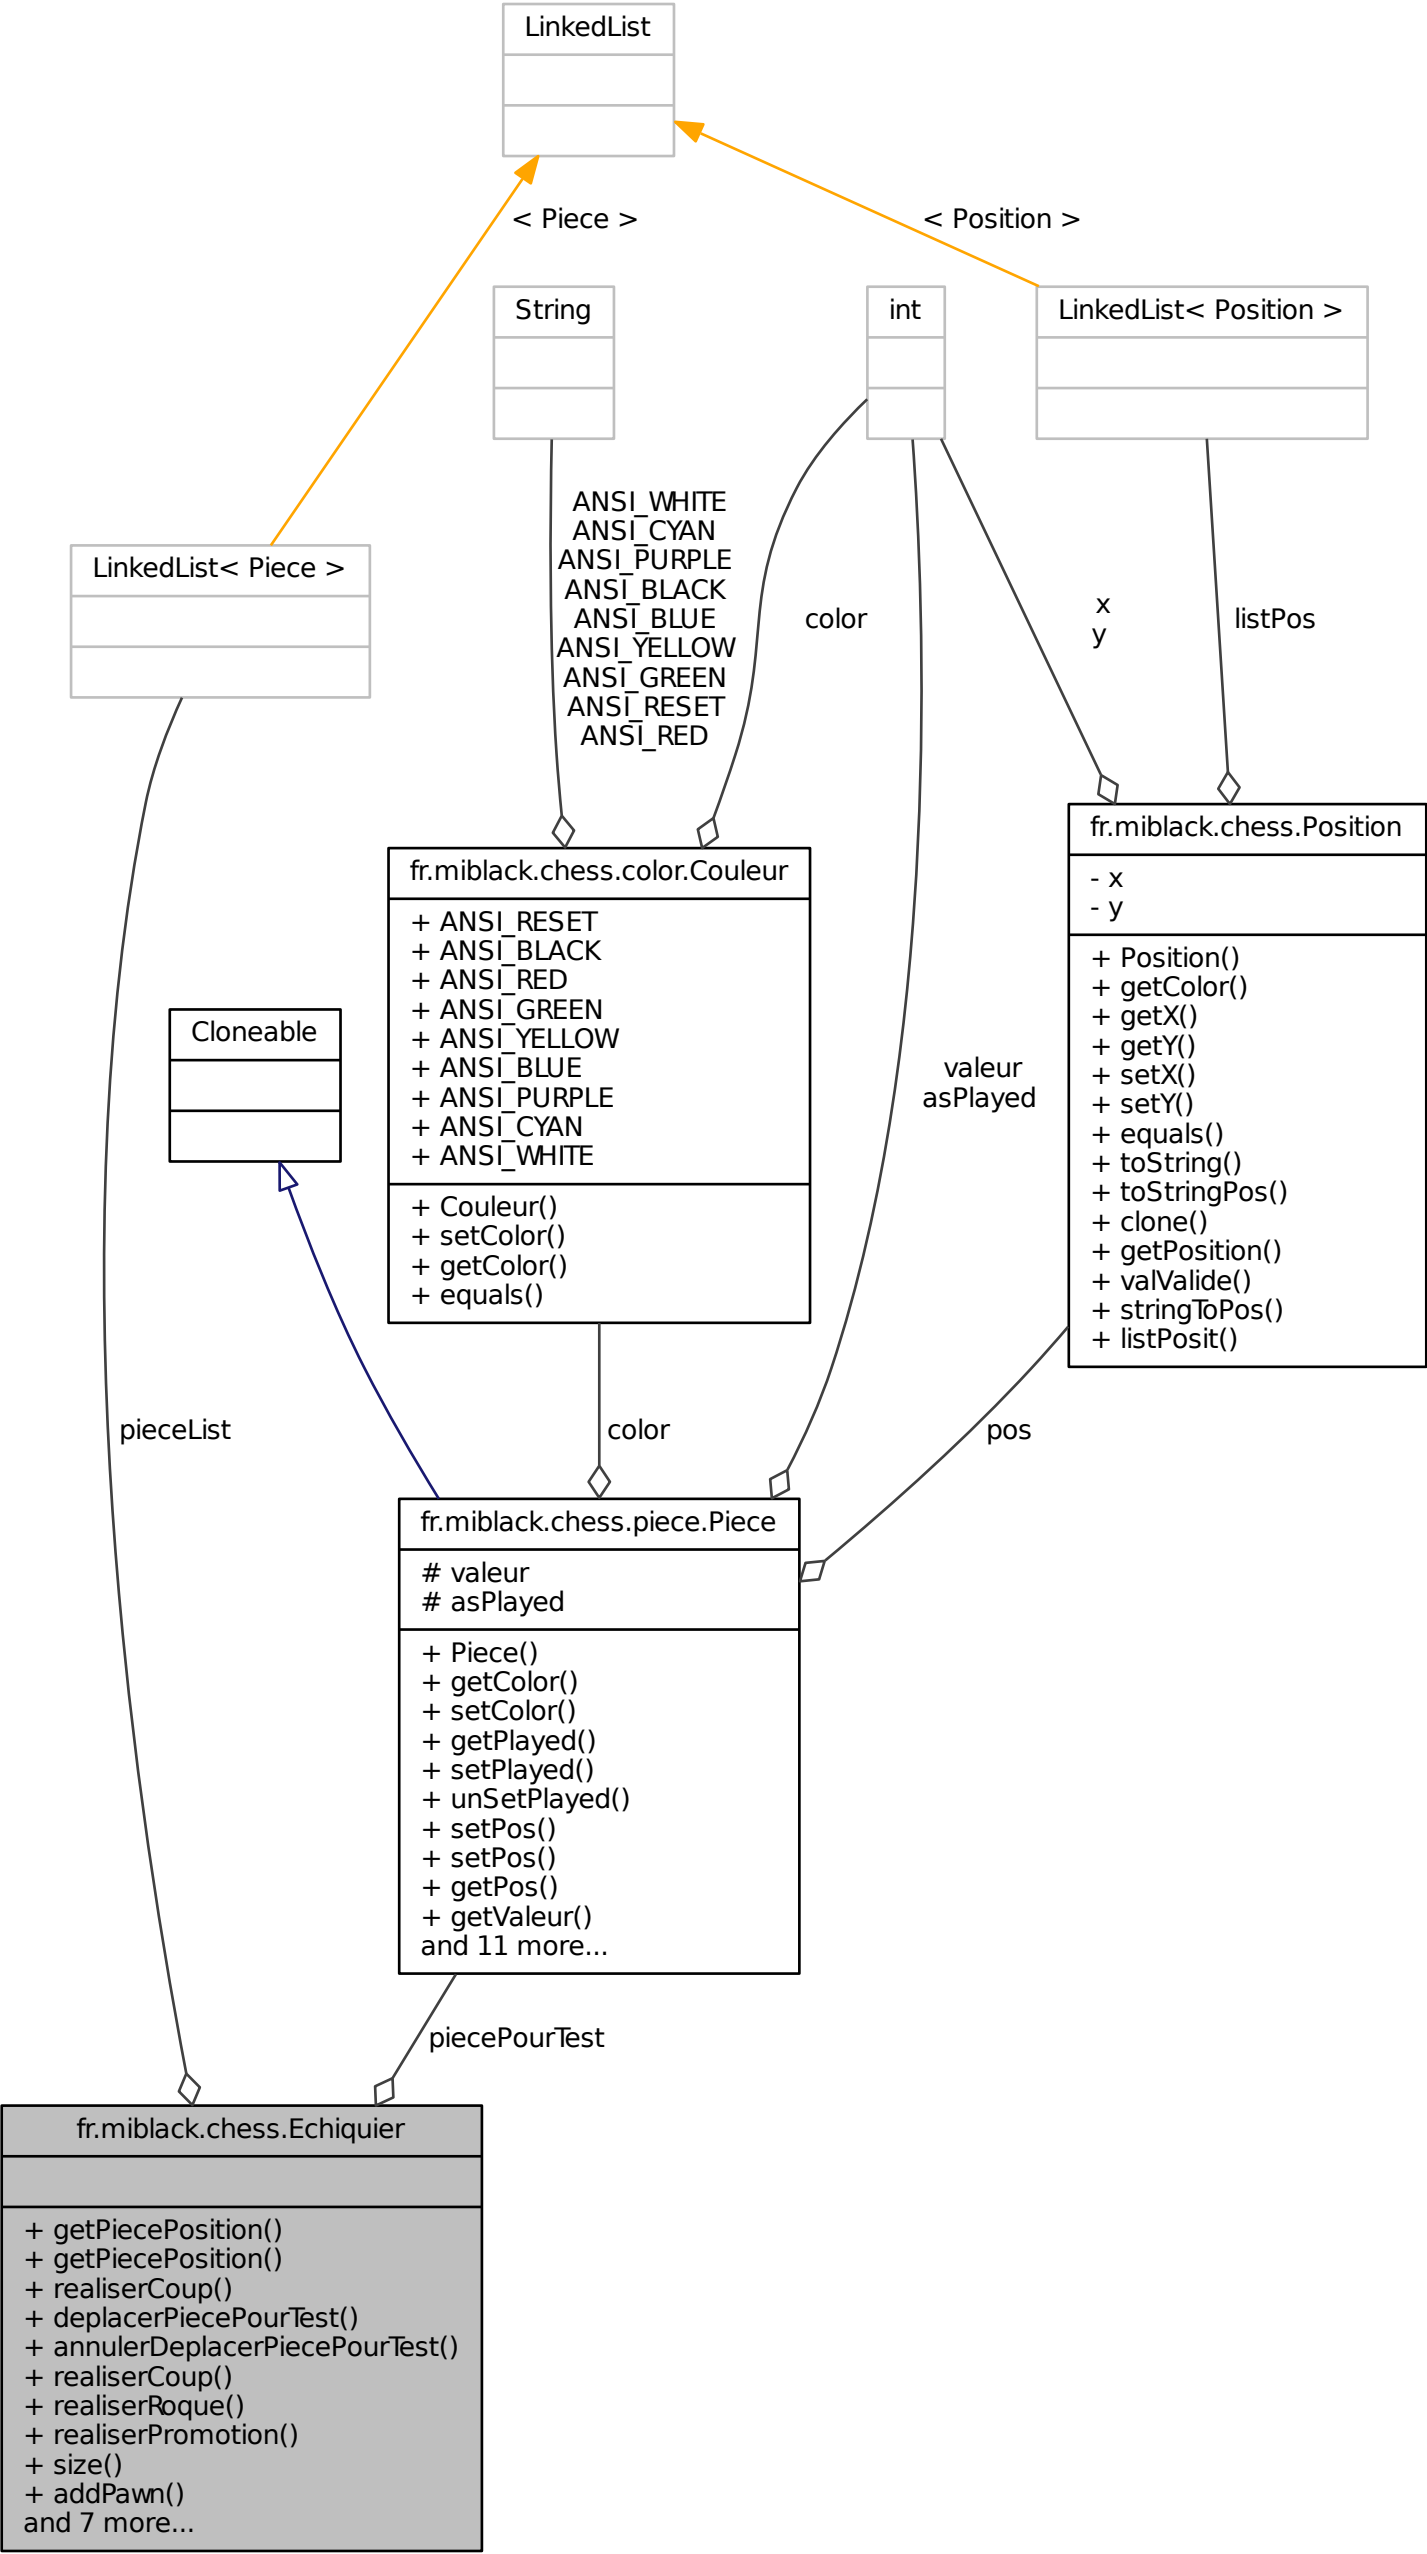 LinkedList
< Piece >
< Position >
String
int
LinkedList< Position >
ANSI_WHITE
ANSI_CYAN
ANSI_PURPLE
ANSI_BLACK
ANSI_BLUE
ANSI_YELLOW
ANSI_GREEN
ANSI_RESET
ANSI_RED
color
x
y
listPos
LinkedList< Piece >
fr.miblack.chess.Position
- x
- y
+ Position()
+ getColor()
+ getX()
+ getY()
+ setX()
+ setY()
+ equals()
+ toString()
+ toStringPos()
+ clone()
+ getPosition()
+ valValide()
+ stringToPos()
+ listPosit()
fr.miblack.chess.color.Couleur
+ ANSI_RESET
+ ANSI_BLACK
+ ANSI_RED
+ ANSI_GREEN
+ ANSI_YELLOW
+ ANSI_BLUE
+ ANSI_PURPLE
+ ANSI_CYAN
+ ANSI_WHITE
+ Couleur()
+ setColor()
+ getColor()
+ equals()
Cloneable
valeur
asPlayed
pieceList
color
pos
fr.miblack.chess.piece.Piece
# valeur
# asPlayed
+ Piece()
+ getColor()
+ setColor()
+ getPlayed()
+ setPlayed()
+ unSetPlayed()
+ setPos()
+ setPos()
+ getPos()
+ getValeur()
and 11 more...
piecePourTest
fr.miblack.chess.Echiquier
+ getPiecePosition()
+ getPiecePosition()
+ realiserCoup()
+ deplacerPiecePourTest()
+ annulerDeplacerPiecePourTest()
+ realiserCoup()
+ realiserRoque()
+ realiserPromotion()
+ size()
+ addPawn()
and 7 more...